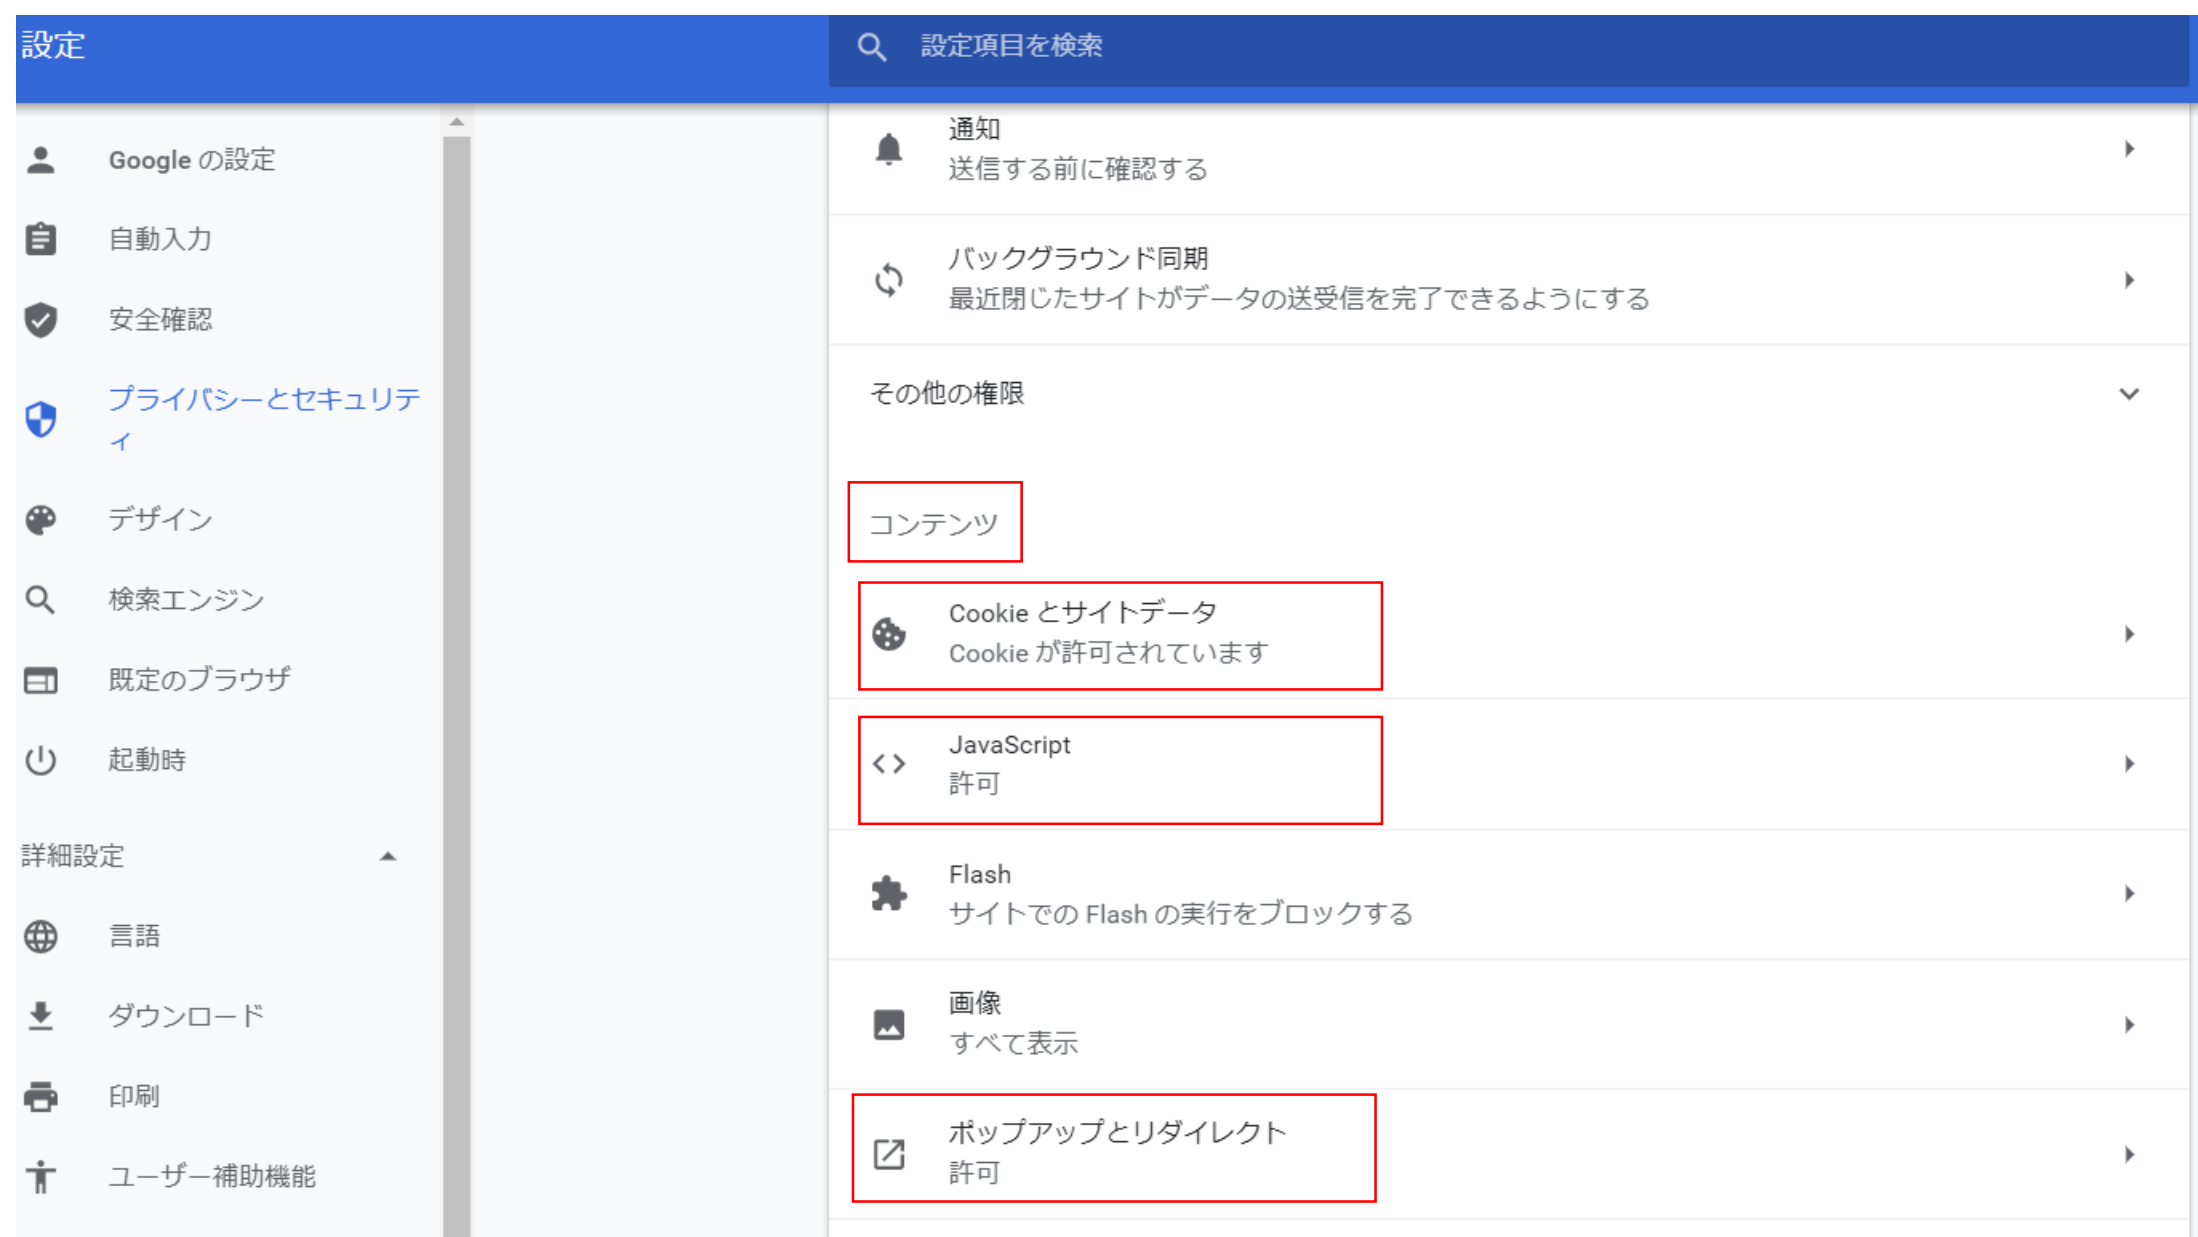 設定
設定項目を検索
Google の設定
自動入力
安全確認
プライバシーとセキュリテ
ィ
デザイン
検索エンジン
既定のブラウザ
起動時
詳細設定
言語
ダウンロード
印刷
ユーザー補助機能
通知
送信する前に確認する
バックグラウンド同期
最近閉じたサイトがデータの送受信を完了できるようにする
その他の権限
コンテンツ
Cookie とサイトデータ
Cookie が許可されています
JavaScript
許可
Flash
サイトでの Flash の実行をブロックする
画像
すべて表示
ポップアップとリダイレクト
許可